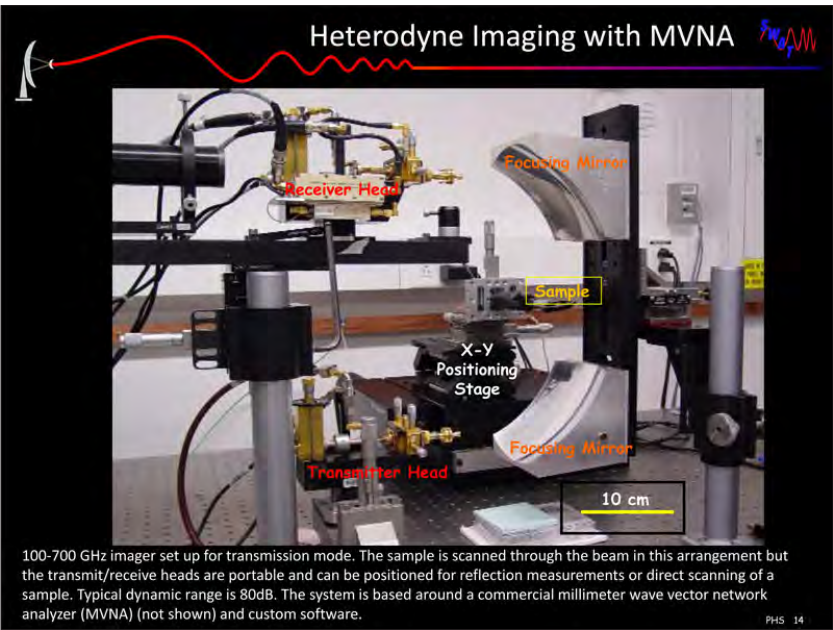 Heterodyne Imaging with MVNA
SWOT
Focusing Mirror
Receiver Head
Sample
X-Y
Positioning
Stage
Focusing Mirror
Transmitter Head
10 cm
100-700 GHz imager set up for transmission mode. The sample is scanned through the beam in this arrangement but
the transmit/receive heads are portable and can be positioned for reflection measurements or direct scanning of a
sample. Typical dynamic range is 80dB. The system is based around a commercial millimeter wave vector network
analyzer (MVNA) (not shown) and custom software.
PHS 14